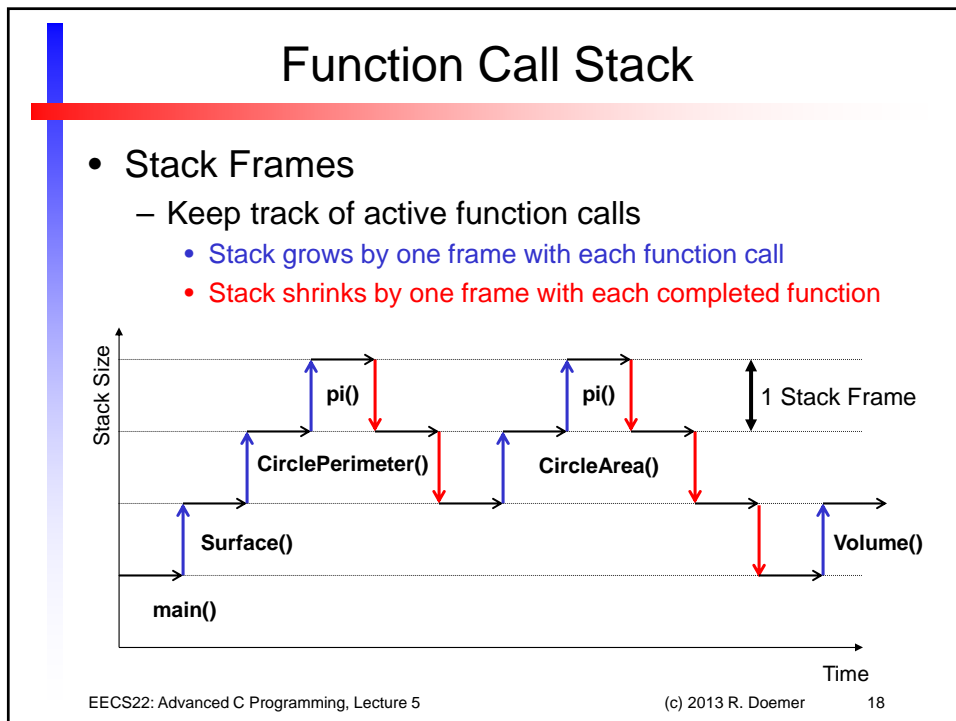 Function Call Stack
• Stack Frames
– Keep track of active function calls
• Stack grows by one frame with each function call
• Stack shrinks by one frame with each completed function
Stack Size
pi()
pi()
1 Stack Frame
CirclePerimeter()
CircleArea()
Surface()
Volume()
main()
Time
EECS22: Advanced C Programming, Lecture 5
(c) 2013 R. Doemer
18